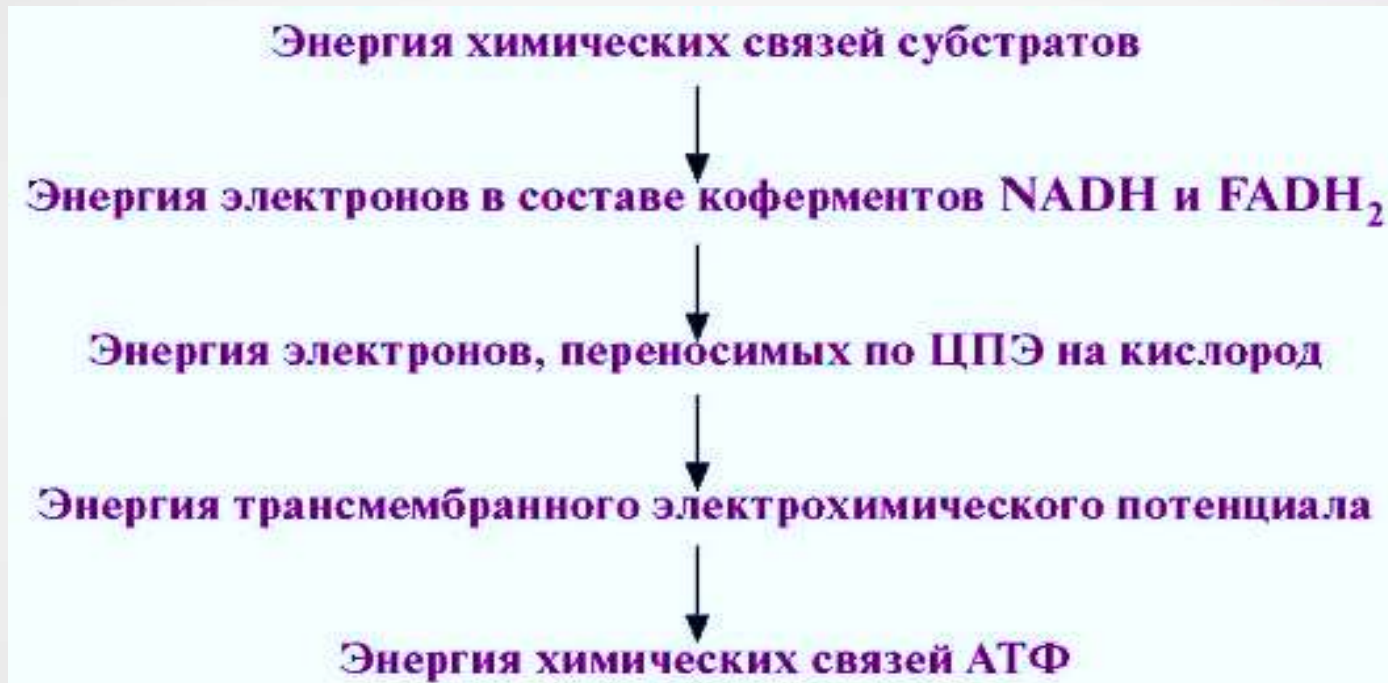 Энергия химических связей субстратов
Энергия электронов в составе коферментов NADH и FADH₂
Энергия электронов, переносимых по ЦПЭ на кислород
Энергия трансмембранного электрохимического потенциала
Энергия химических связей АТФ